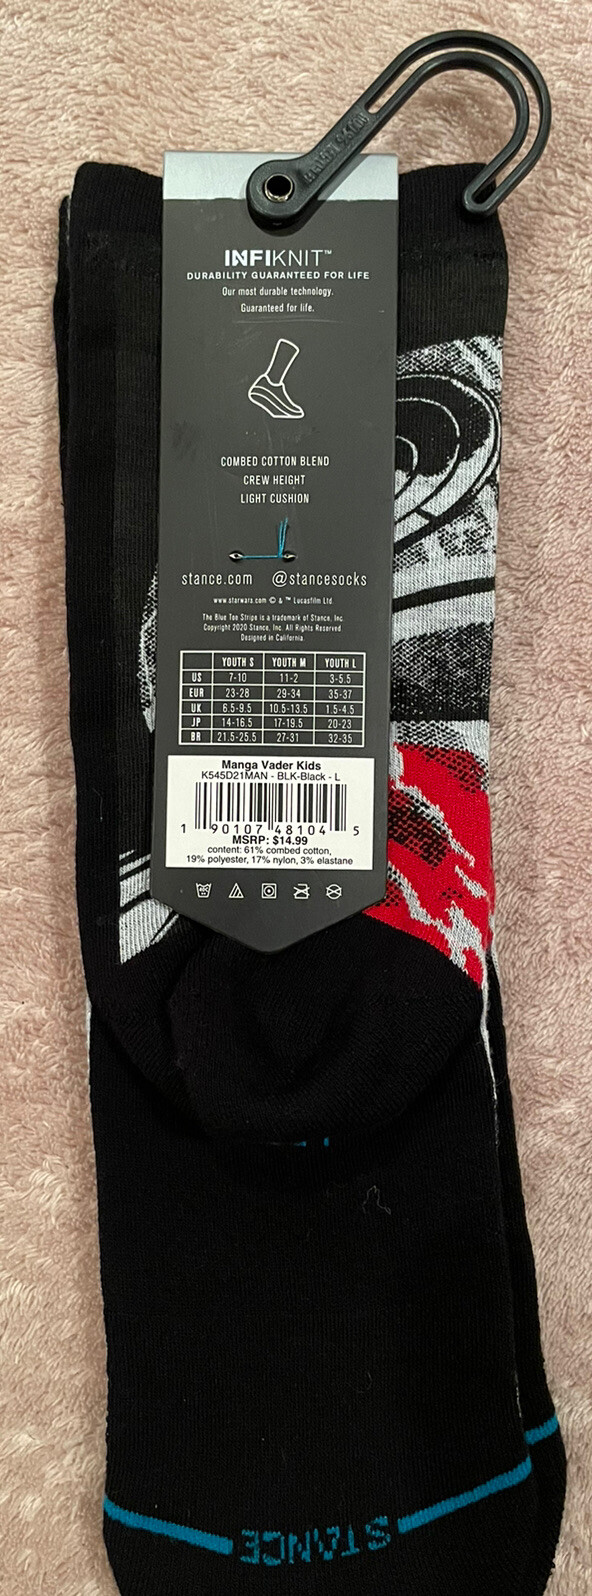 INFIKNIT™
DURABILITY GUARANTEED FOR LIFE
Our most durable technology.
Guaranteed for life.
COMBED COTTON BLEND
CREW HEIGHT
LIGHT CUSHION
stance.com @stancesocks
www.starwars.com © & ™ Lucasfilm Ltd.
The Blue Toe Stripe is a trademark of Stance, Inc.
Copyright 2020 Stance, Inc. All Rights Reserved.
Designed in California.
YOUTH S YOUTH M YOUTH L
US 7-10 11-2 3-5.5
EUR 23-28 29-34 35-37
UK 6.5-9.5 10.5-13.5 1.5-4.5
JP 14-16.5 17-19.5 20-23
BR 21.5-25.5 27-31 32-35
Manga Vader Kids
K545D21MAN - BLK-Black - L
1 90107 48104 5
MSRP: $14.99
content: 61% combed cotton,
19% polyester, 17% nylon, 3% elastane
STANCE